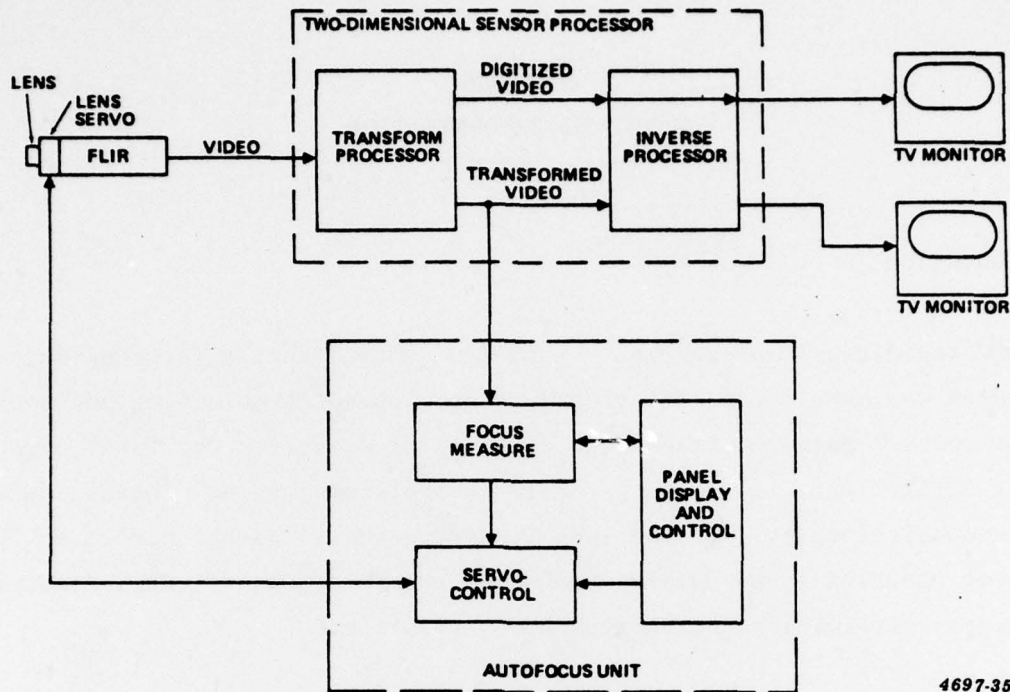 TWO-DIMENSIONAL SENSOR PROCESSOR
LENS
LENS
SERVO
FLIR
VIDEO
TRANSFORM
PROCESSOR
DIGITIZED
VIDEO
TRANSFORMED
VIDEO
INVERSE
PROCESSOR
TV MONITOR
TV MONITOR
FOCUS
MEASURE
PANEL
DISPLAY
AND
CONTROL
SERVO-
CONTROL
AUTOFOCUS UNIT
4697-35